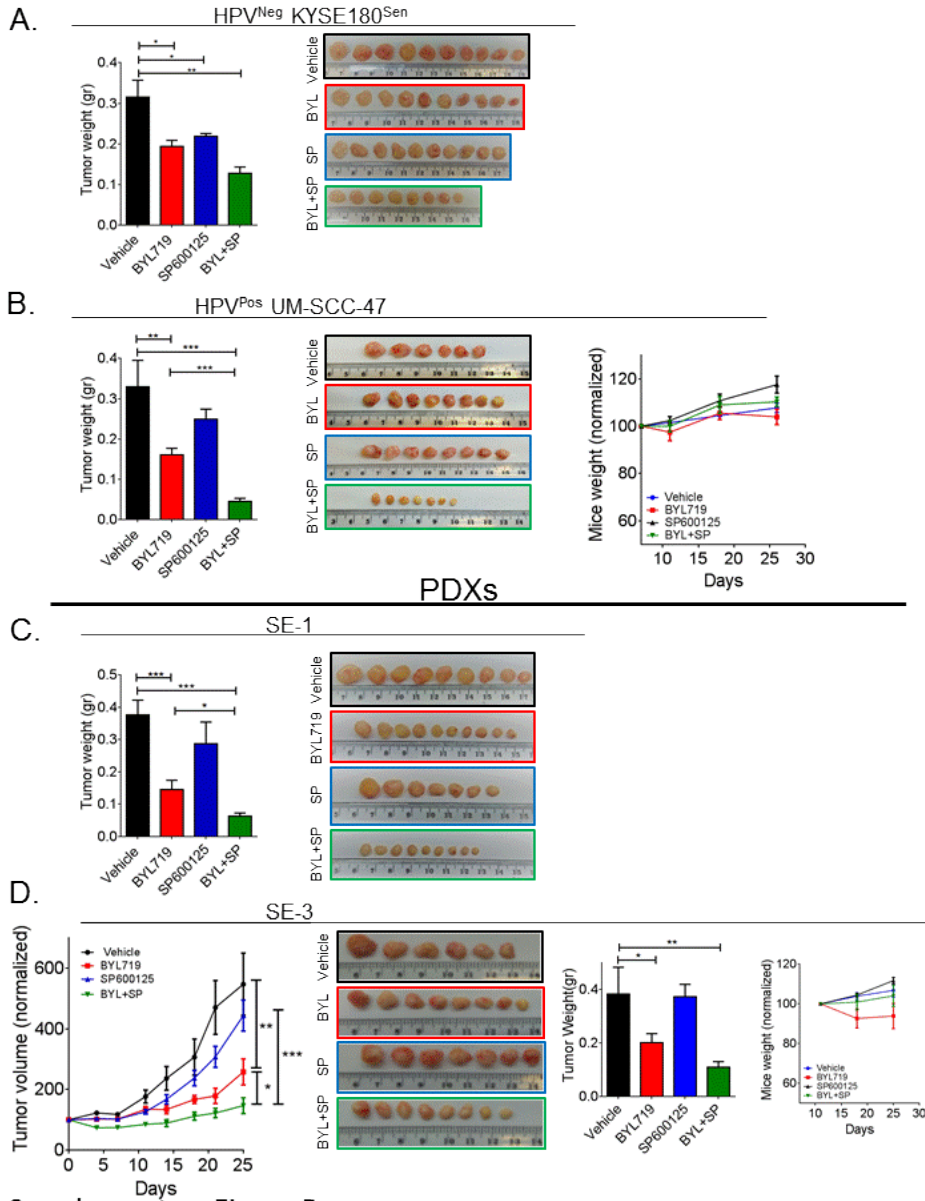 A.
HPV^Neg KYSE180^Sen
Tumor weight (gr)
0.4
0.3
0.2
0.1
0.0
*
*
**
Vehicle
BYL719
SP600125
BYL+SP
Vehicle
BYL
SP
BYL+SP
B.
HPV^Pos UM-SCC-47
Tumor weight (gr)
0.4
0.3
0.2
0.1
0.0
**
***
***
Vehicle
BYL719
SP600125
BYL+SP
Vehicle
BYL
SP
BYL+SP
Mice weight (normalized)
120
100
80
60
Vehicle
BYL719
SP600125
BYL+SP
10 15 20 25 30
Days
PDXs
C.
SE-1
Tumor weight (gr)
0.5
0.4
0.3
0.2
0.1
0.0
***
***
*
Vehicle
BYL719
SP600125
BYL+SP
Vehicle
BYL719
SP
BYL+SP
D.
SE-3
Tumor volume (normalized)
600
400
200
0
Vehicle
BYL719
SP600125
BYL+SP
**
***
*
0 5 10 15 20 25
Days
Vehicle
BYL
SP
BYL+SP
Tumor Weight(gr)
0.5
0.4
0.3
0.2
0.1
0.0
*
**
Vehicle
BYL719
SP600125
BYL+SP
Mice weight (normalized)
120
100
80
60
Vehicle
BYL719
SP600125
BYL+SP
10 15 20 25 30
Days